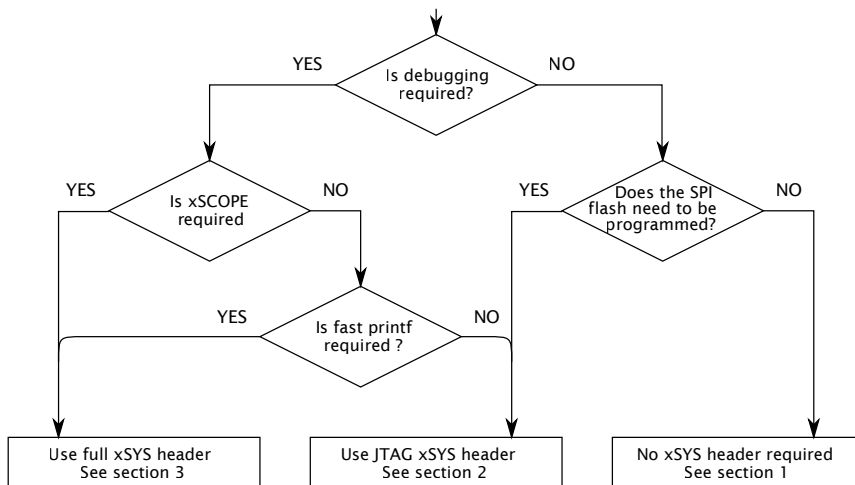 YES
Is debugging
required?
NO
YES
Is xSCOPE
required
NO
YES
Does the SPI
flash need to be
programmed?
NO
YES
Is fast printf
required ?
NO
Use full xSYS header
See section 3
Use JTAG xSYS header
See section 2
No xSYS header required
See section 1